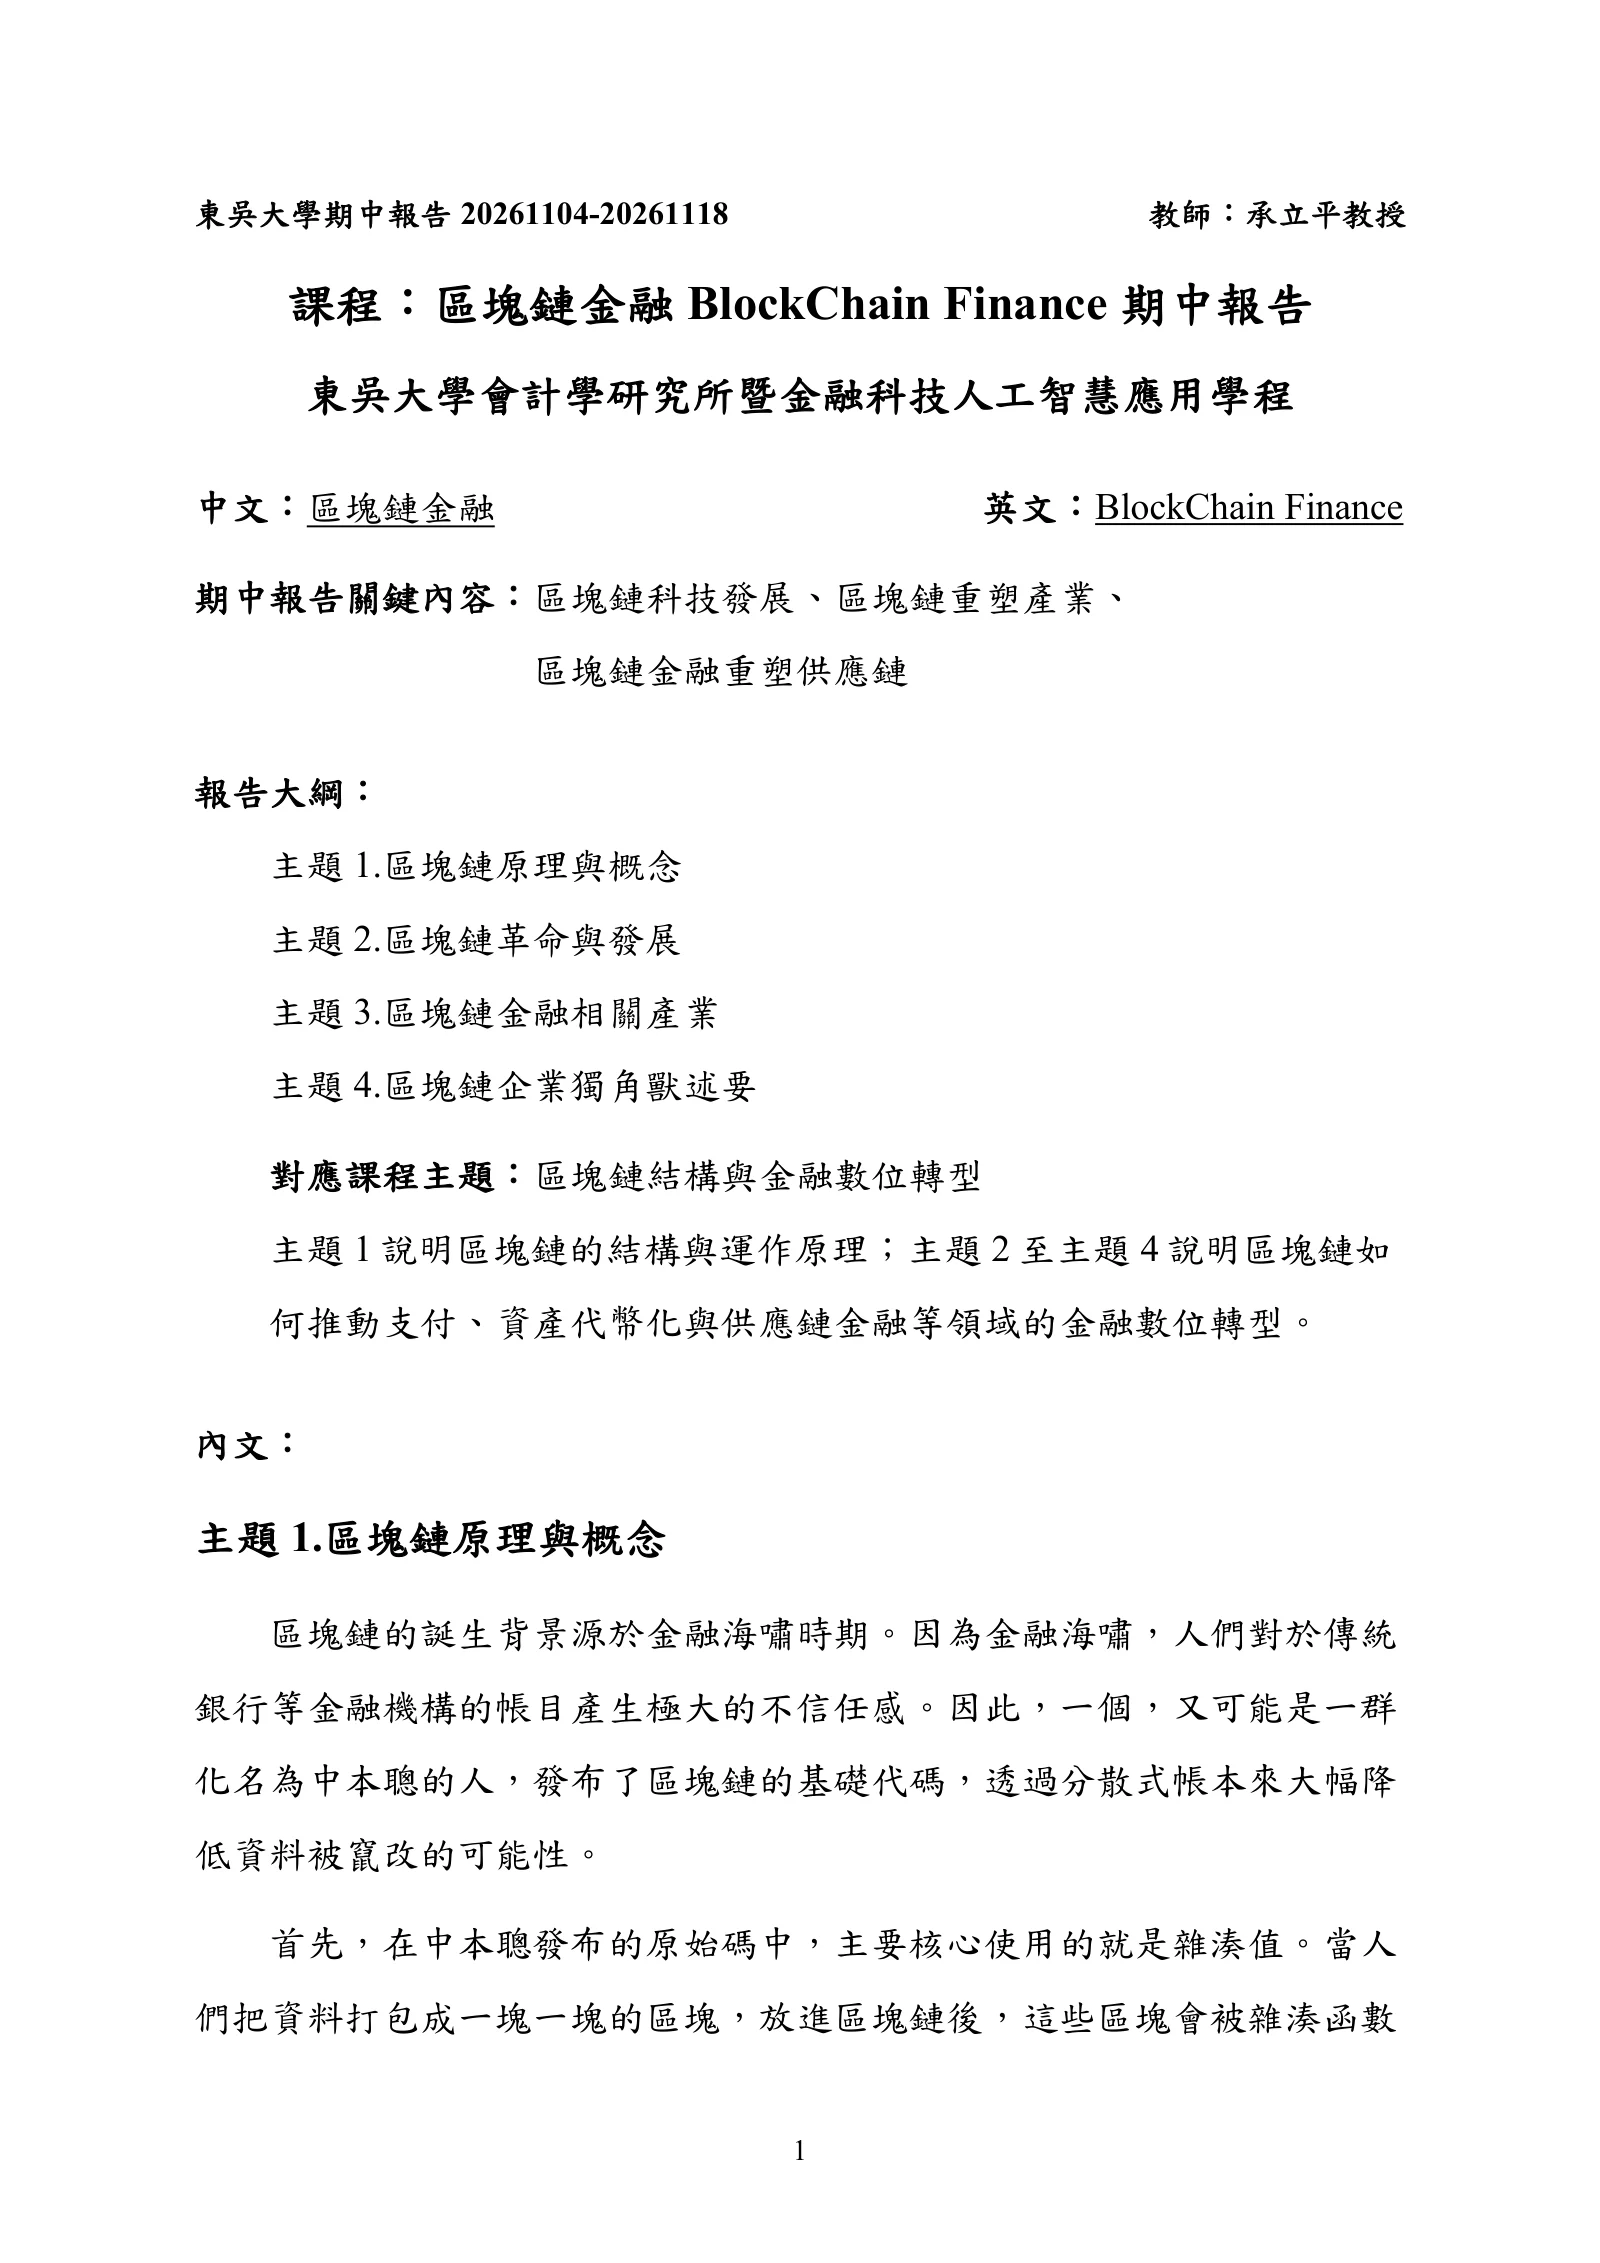 東吳大學期中報告 20261104-20261118 教師：承立平教授
課程：區塊鏈金融 BlockChain Finance 期中報告
東吳大學會計學研究所暨金融科技人工智慧應用學程
中文：區塊鏈金融 英文：BlockChain Finance
期中報告關鍵內容：區塊鏈科技發展、區塊鏈重塑產業、
區塊鏈金融重塑供應鏈
報告大綱：
主題 1.區塊鏈原理與概念
主題 2.區塊鏈革命與發展
主題 3.區塊鏈金融相關產業
主題 4.區塊鏈企業獨角獸述要
對應課程主題：區塊鏈結構與金融數位轉型
主題 1 說明區塊鏈的結構與運作原理；主題 2 至主題 4 說明區塊鏈如
何推動支付、資產代幣化與供應鏈金融等領域的金融數位轉型。
內文：
主題 1.區塊鏈原理與概念
區塊鏈的誕生背景源於金融海嘯時期。因為金融海嘯，人們對於傳統
銀行等金融機構的帳目產生極大的不信任感。因此，一個，又可能是一群
化名為中本聰的人，發布了區塊鏈的基礎代碼，透過分散式帳本來大幅降
低資料被竄改的可能性。
首先，在中本聰發布的原始碼中，主要核心使用的就是雜湊值。當人
們把資料打包成一塊一塊的區塊，放進區塊鏈後，這些區塊會被雜湊函數
1